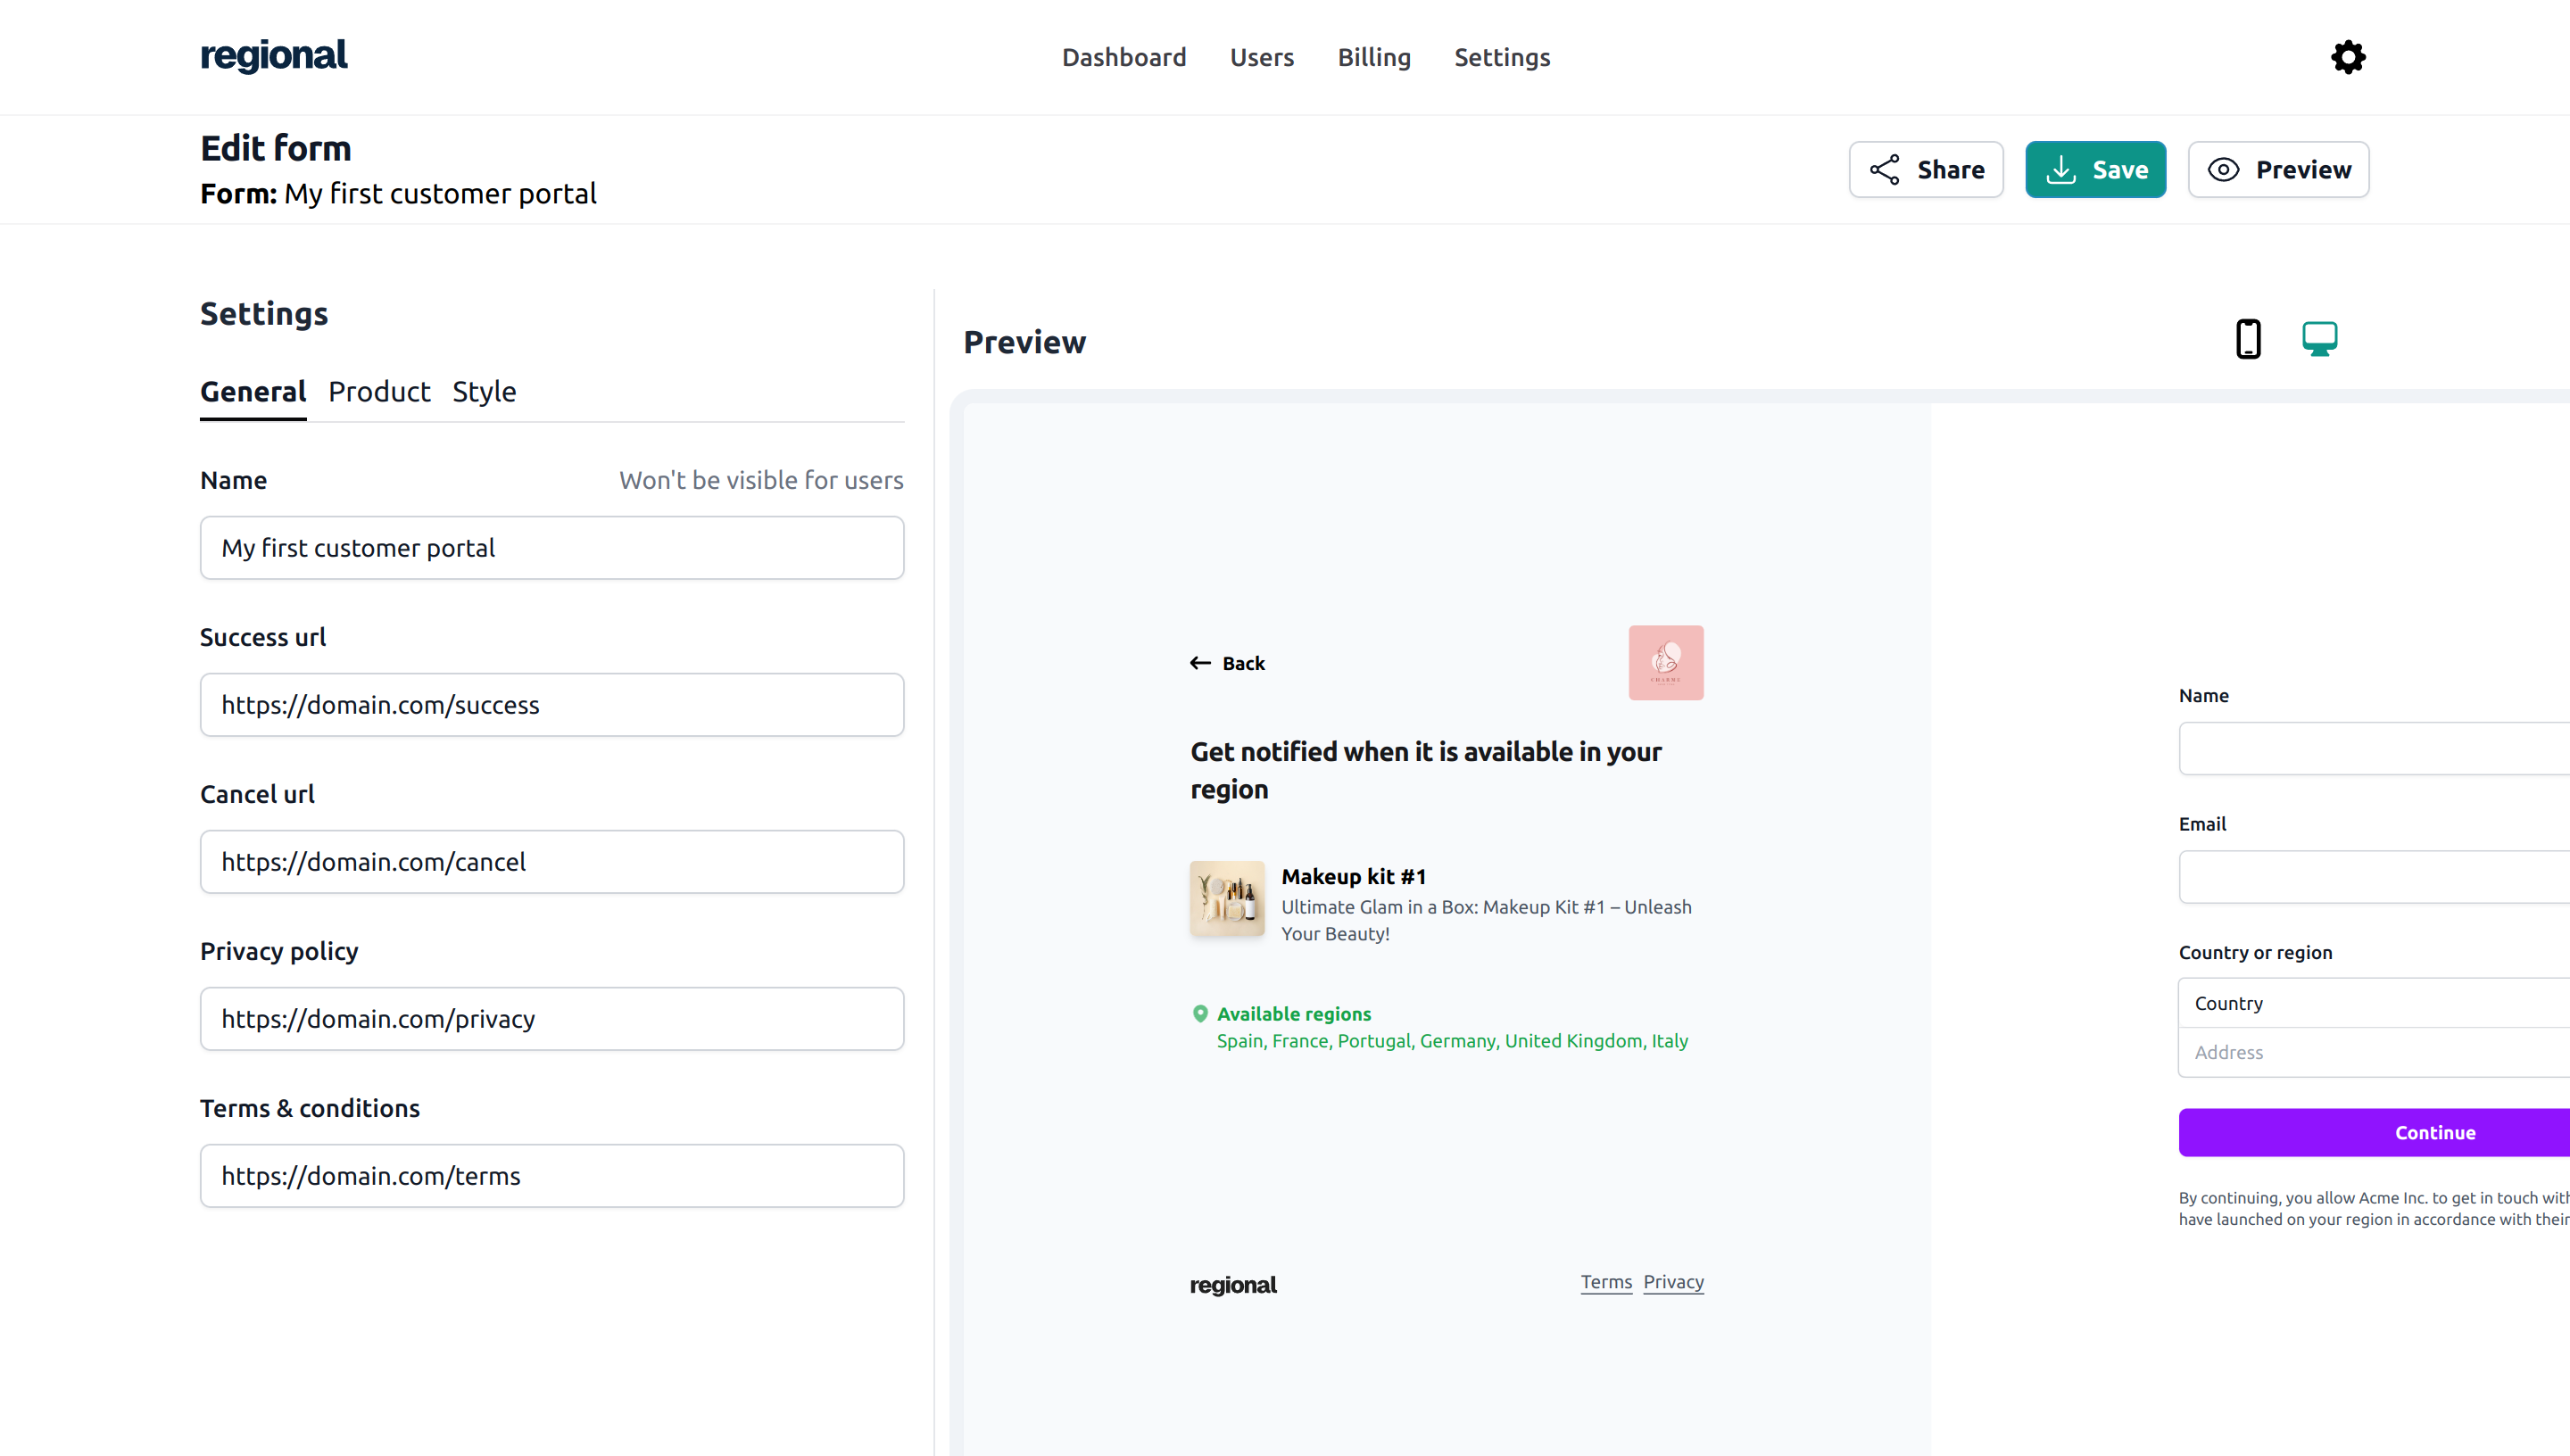 regional
Dashboard Users Billing Settings
Edit form
Form: My first customer portal
Share Save Preview
Settings
General Product Style
Name Won't be visible for users
My first customer portal
Success url
https://domain.com/success
Cancel url
https://domain.com/cancel
Privacy policy
https://domain.com/privacy
Terms & conditions
https://domain.com/terms
Preview
Back
CHARME
Get notified when it is available in your
region
Makeup kit #1
Ultimate Glam in a Box: Makeup Kit #1 – Unleash
Your Beauty!
Available regions
Spain, France, Portugal, Germany, United Kingdom, Italy
regional
Terms Privacy
Name
Email
Country or region
Country
Address
Continue
By continuing, you allow Acme Inc. to get in touch with
have launched on your region in accordance with their